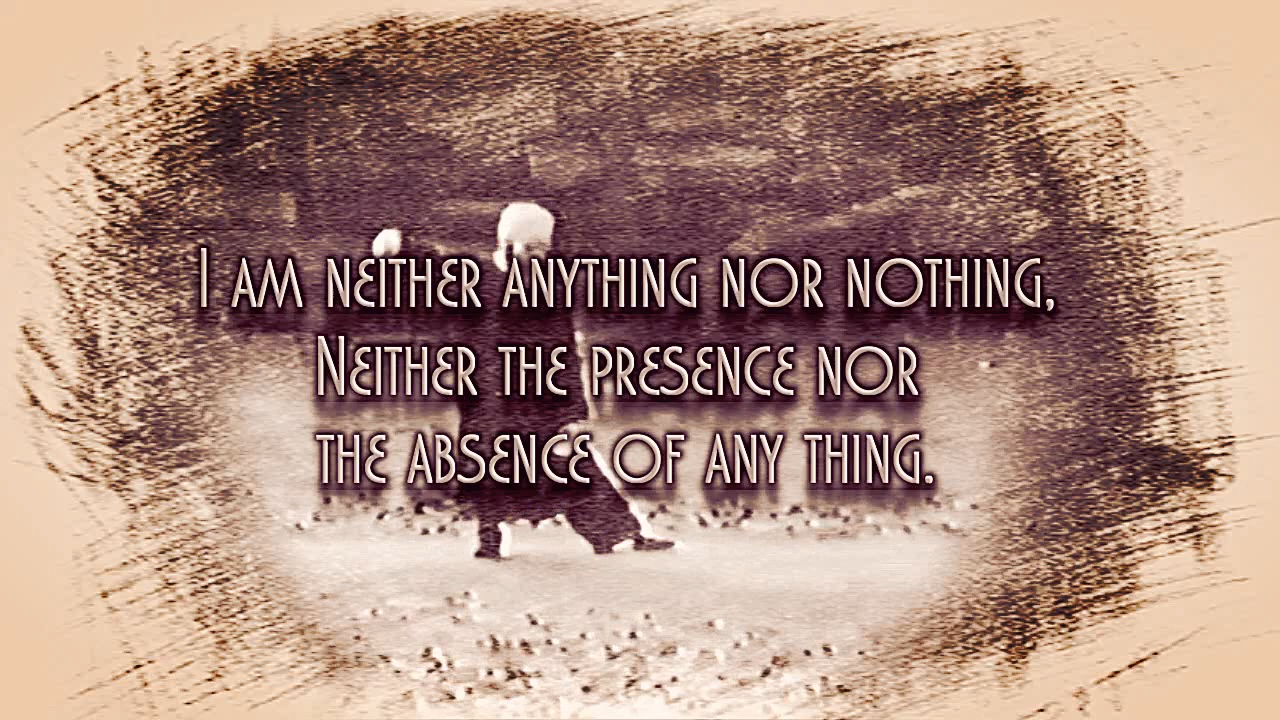 I am neither anything nor nothing,
Neither the presence nor
the absence of any thing.